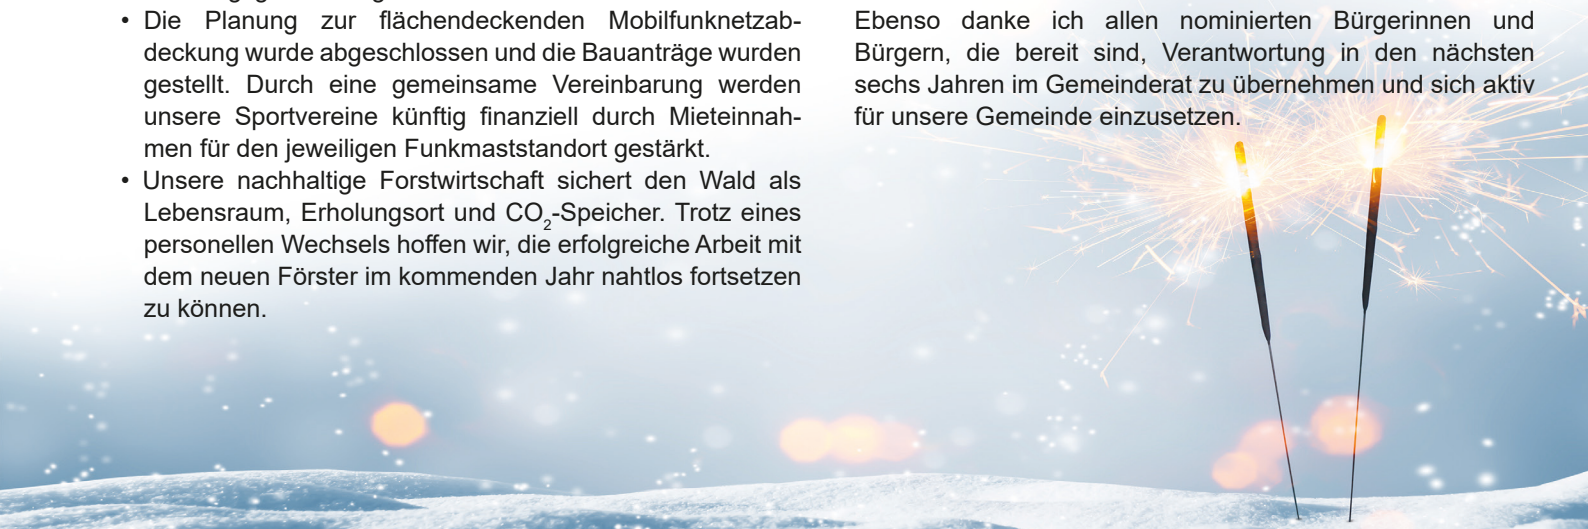 • Die Planung zur flächendeckenden Mobilfunknetzab-
deckung wurde abgeschlossen und die Bauanträge wurden
gestellt. Durch eine gemeinsame Vereinbarung werden
unsere Sportvereine künftig finanziell durch Mieteinnah-
men für den jeweiligen Funkmaststandort gestärkt.
• Unsere nachhaltige Forstwirtschaft sichert den Wald als
Lebensraum, Erholungsort und CO₂-Speicher. Trotz eines
personellen Wechsels hoffen wir, die erfolgreiche Arbeit mit
dem neuen Förster im kommenden Jahr nahtlos fortsetzen
zu können.
Ebenso danke ich allen nominierten Bürgerinnen und
Bürgern, die bereit sind, Verantwortung in den nächsten
sechs Jahren im Gemeinderat zu übernehmen und sich aktiv
für unsere Gemeinde einzusetzen.